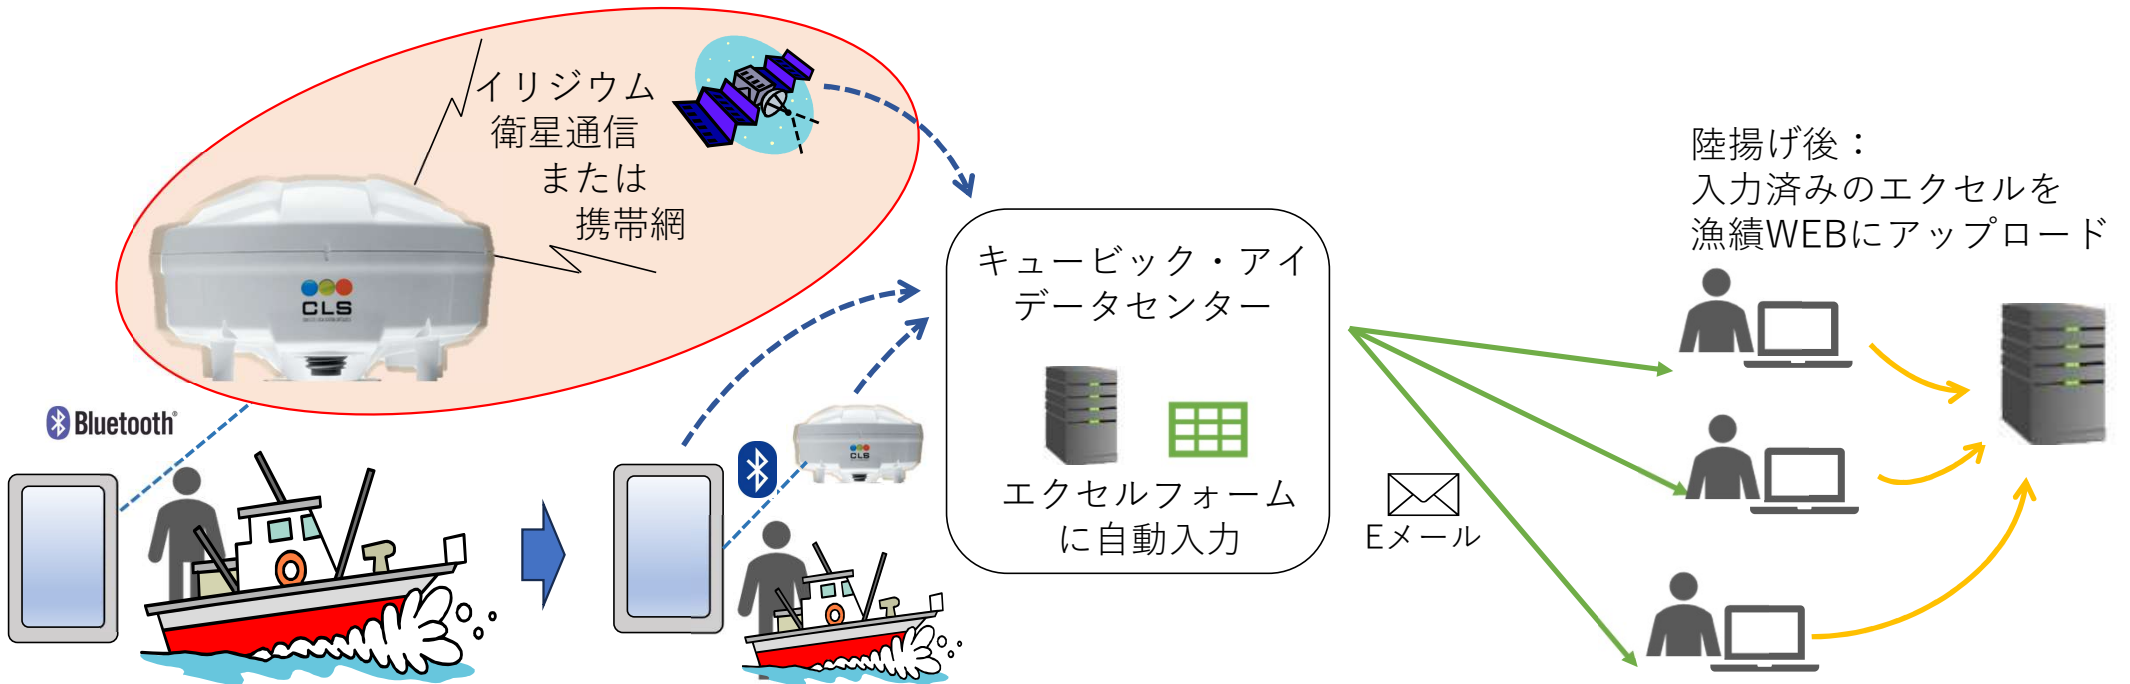 イリジウム
衛星通信
または
携帯網
CLS
Bluetooth
CLS
キュービック・アイ
データセンター
エクセルフォーム
に自動入力
Eメール
陸揚げ後：
入力済みのエクセルを
漁績WEBにアップロード